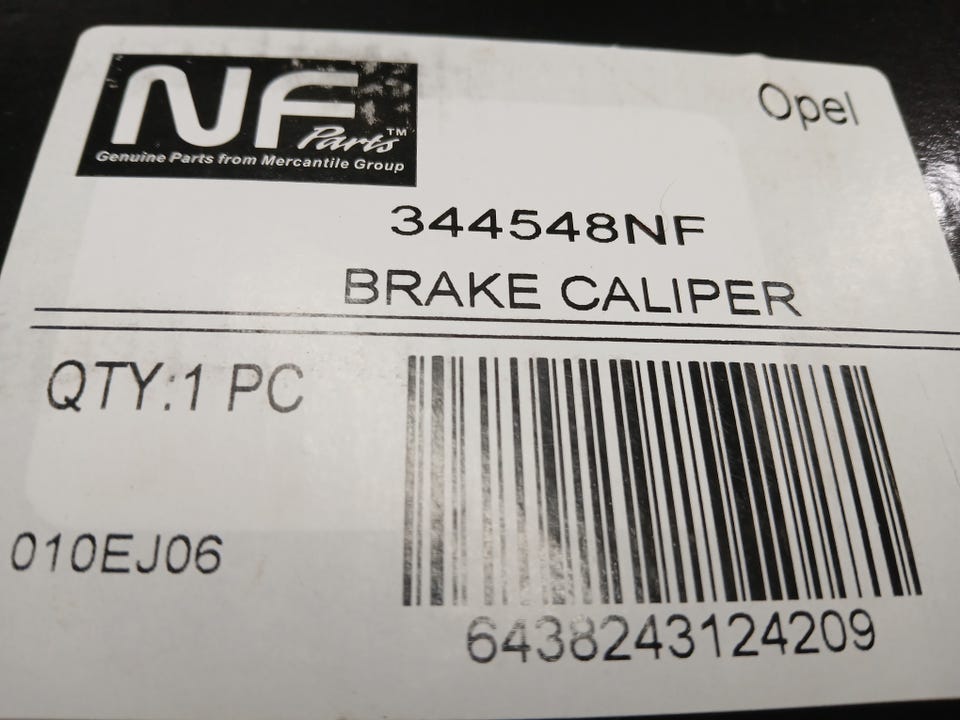 NF
Parts™
Genuine Parts from Mercantile Group
Opel
344548NF
BRAKE CALIPER
QTY:1 PC
010EJ06
6438243124209